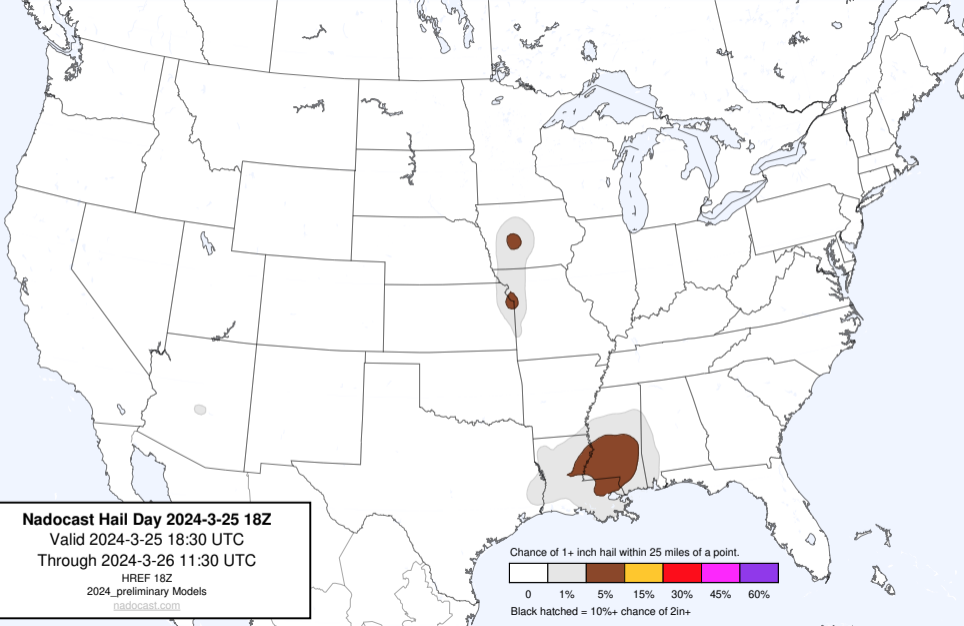 Nadocast Hail Day 2024-3-25 18Z
Valid 2024-3-25 18:30 UTC
Through 2024-3-26 11:30 UTC
HREF 18Z
2024_preliminary Models
nadocast.com
Chance of 1+ inch hail within 25 miles of a point.
0 1% 5% 15% 30% 45% 60%
Black hatched = 10%+ chance of 2in+